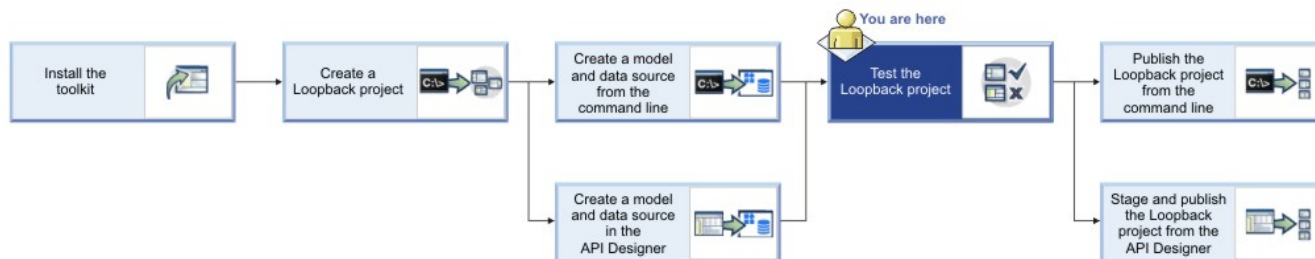 You are here
Install the
toolkit
Create a
Loopback project
C:\>
Create a model
and data source
from the
command line
C:\>
Test the
Loopback project
Publish the
Loopback project
from the
command line
C:\>
Create a model
and data source
in the
API Designer
Stage and publish
the Loopback
project from the
API Designer